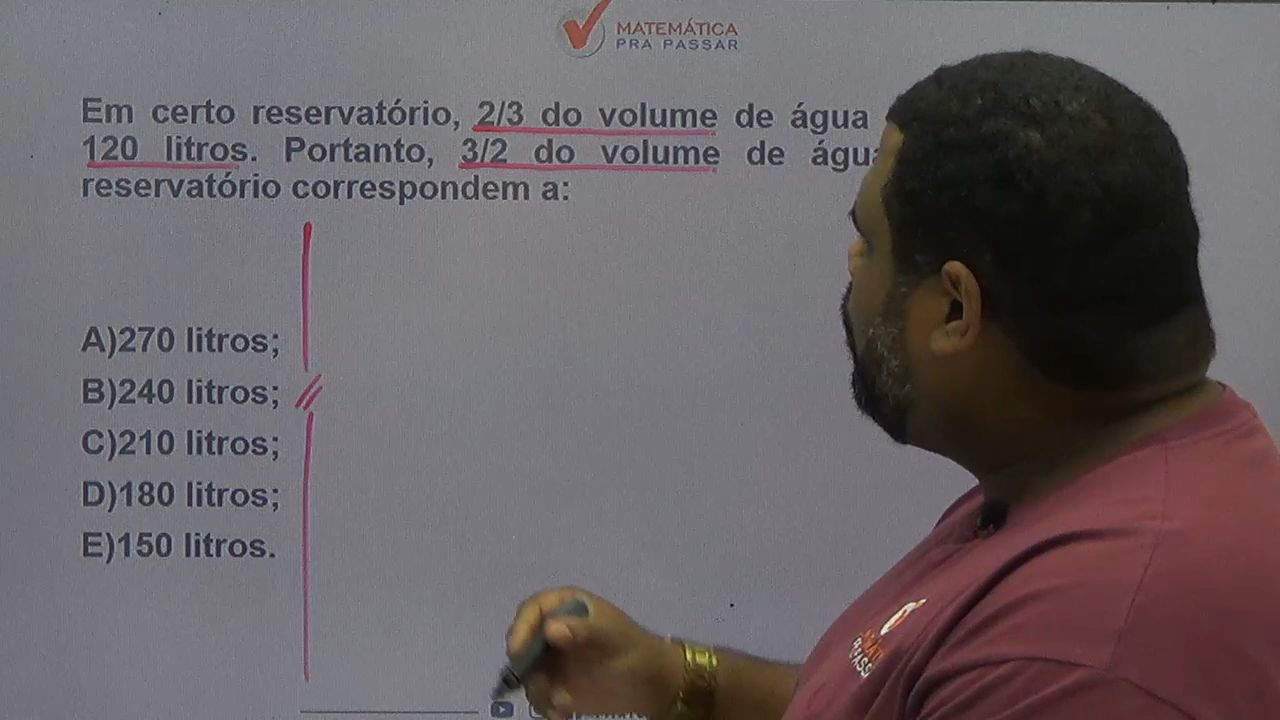 MATEMÁTICA
PRA PASSAR
Em certo reservatório, 2/3 do volume de água
120 litros. Portanto, 3/2 do volume de
reservatório correspondem a:
A)270 litros;
B)240 litros;
C)210 litros;
D)180 litros;
E)150 litros.